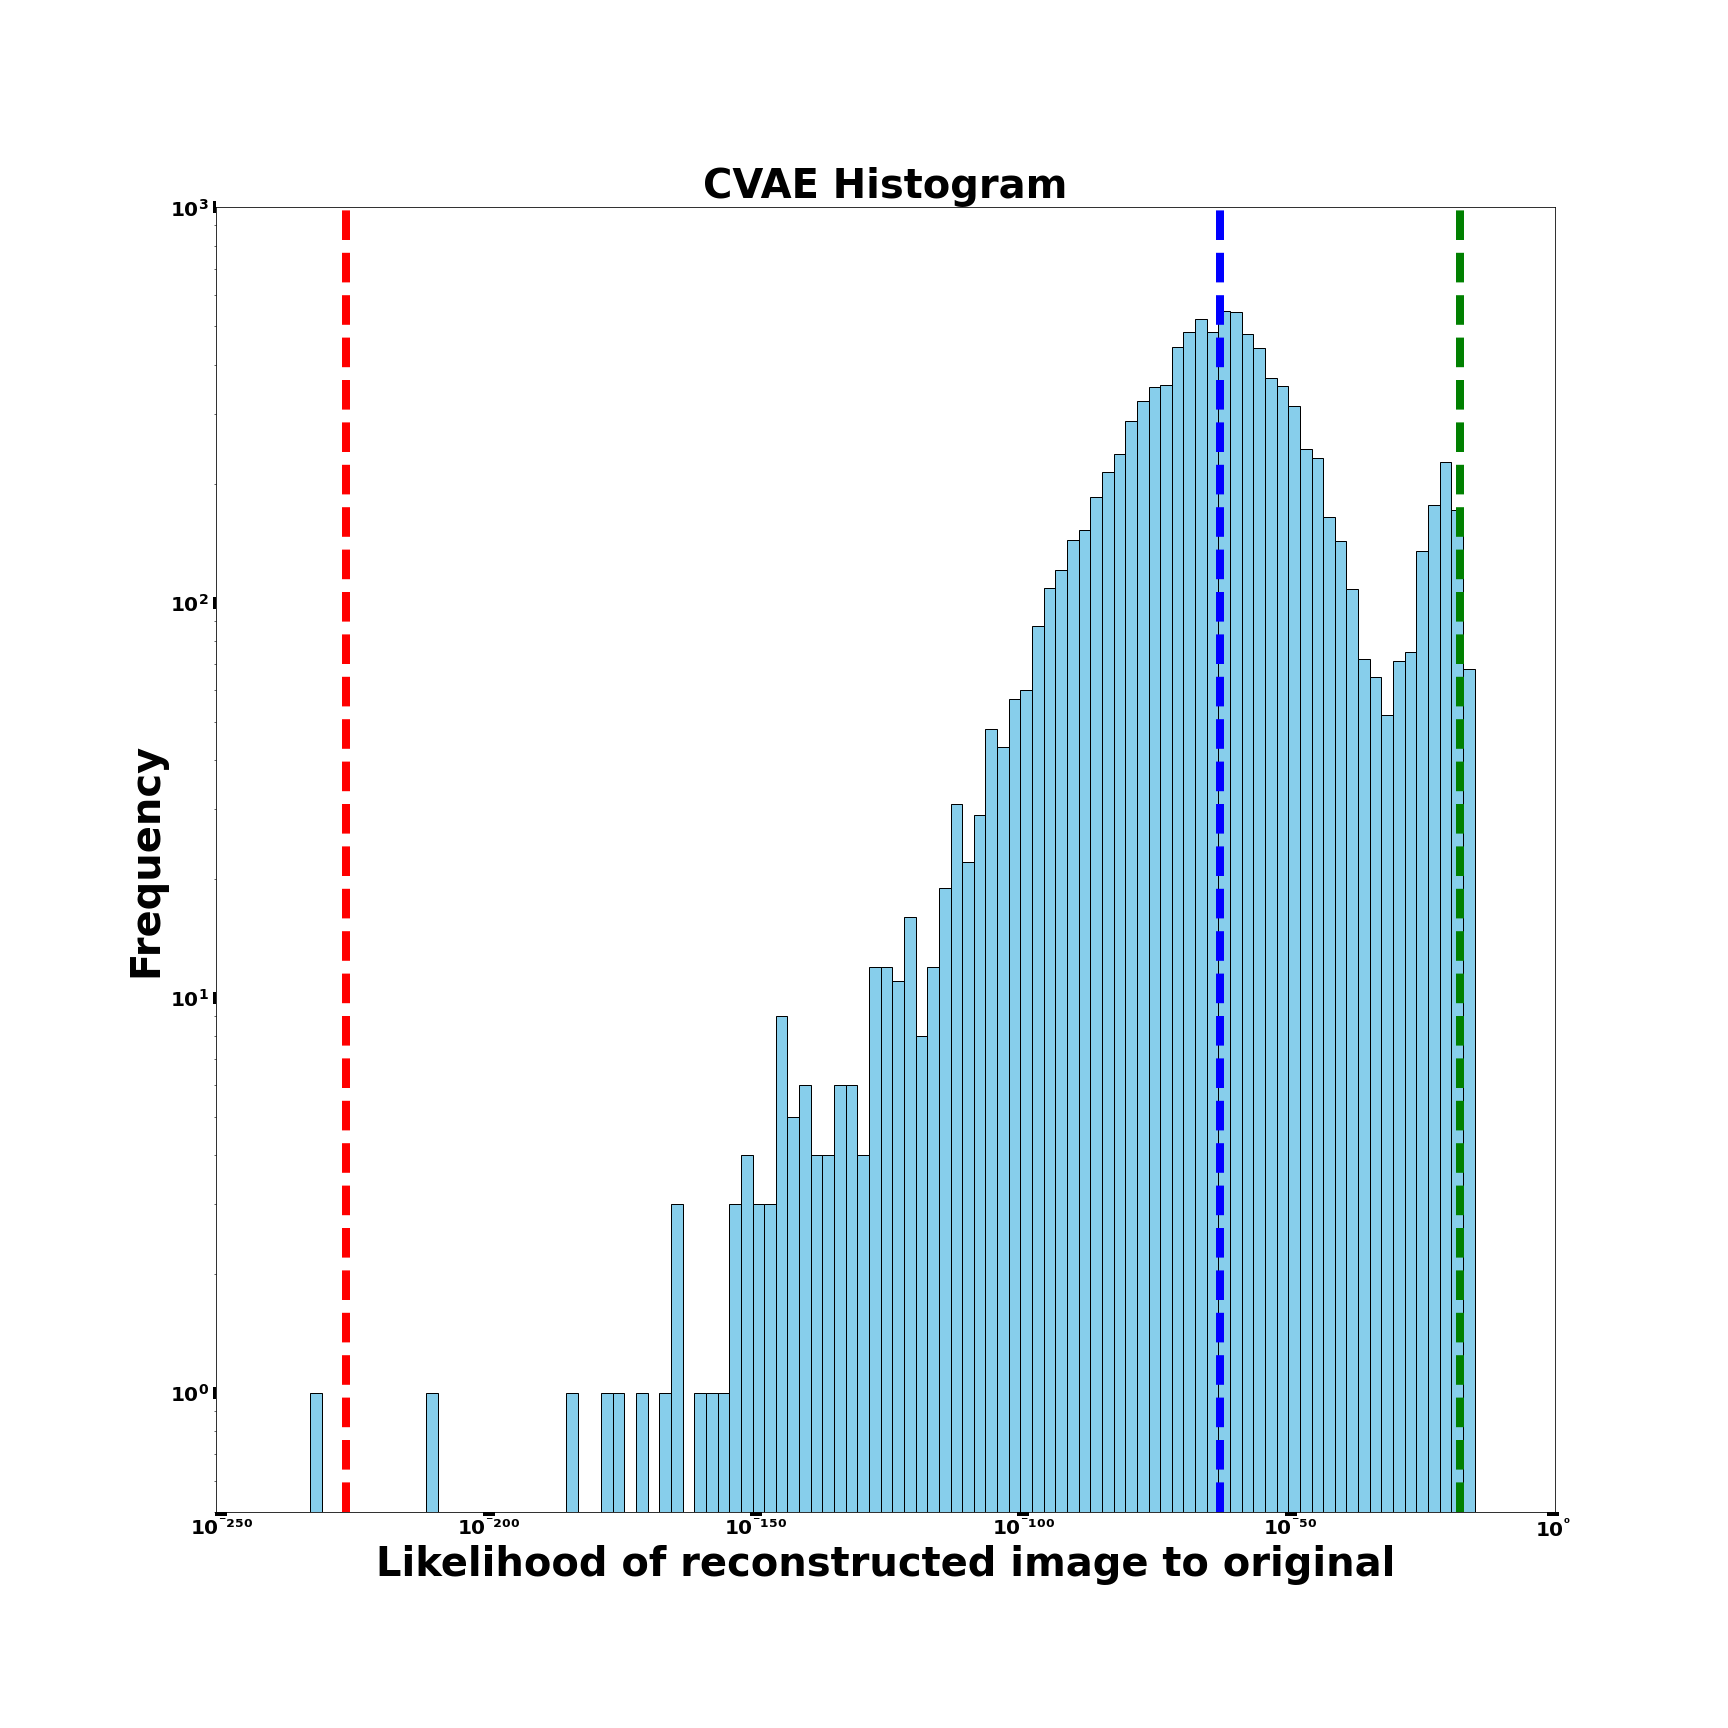 CVAE Histogram
10³
10²
10¹
10⁰
Frequency
10⁻²⁵⁰ 10⁻²⁰⁰ 10⁻¹⁵⁰ 10⁻¹⁰⁰ 10⁻⁵⁰ 10⁰
Likelihood of reconstructed image to original